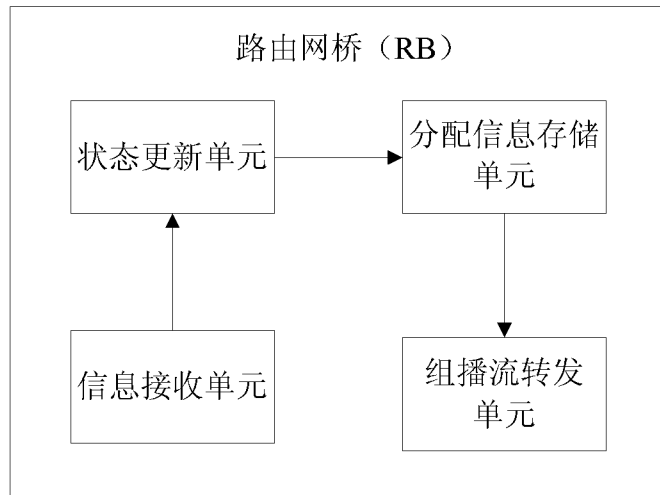 路由网桥（RB）
状态更新单元
分配信息存储
单元
信息接收单元
组播流转发
单元